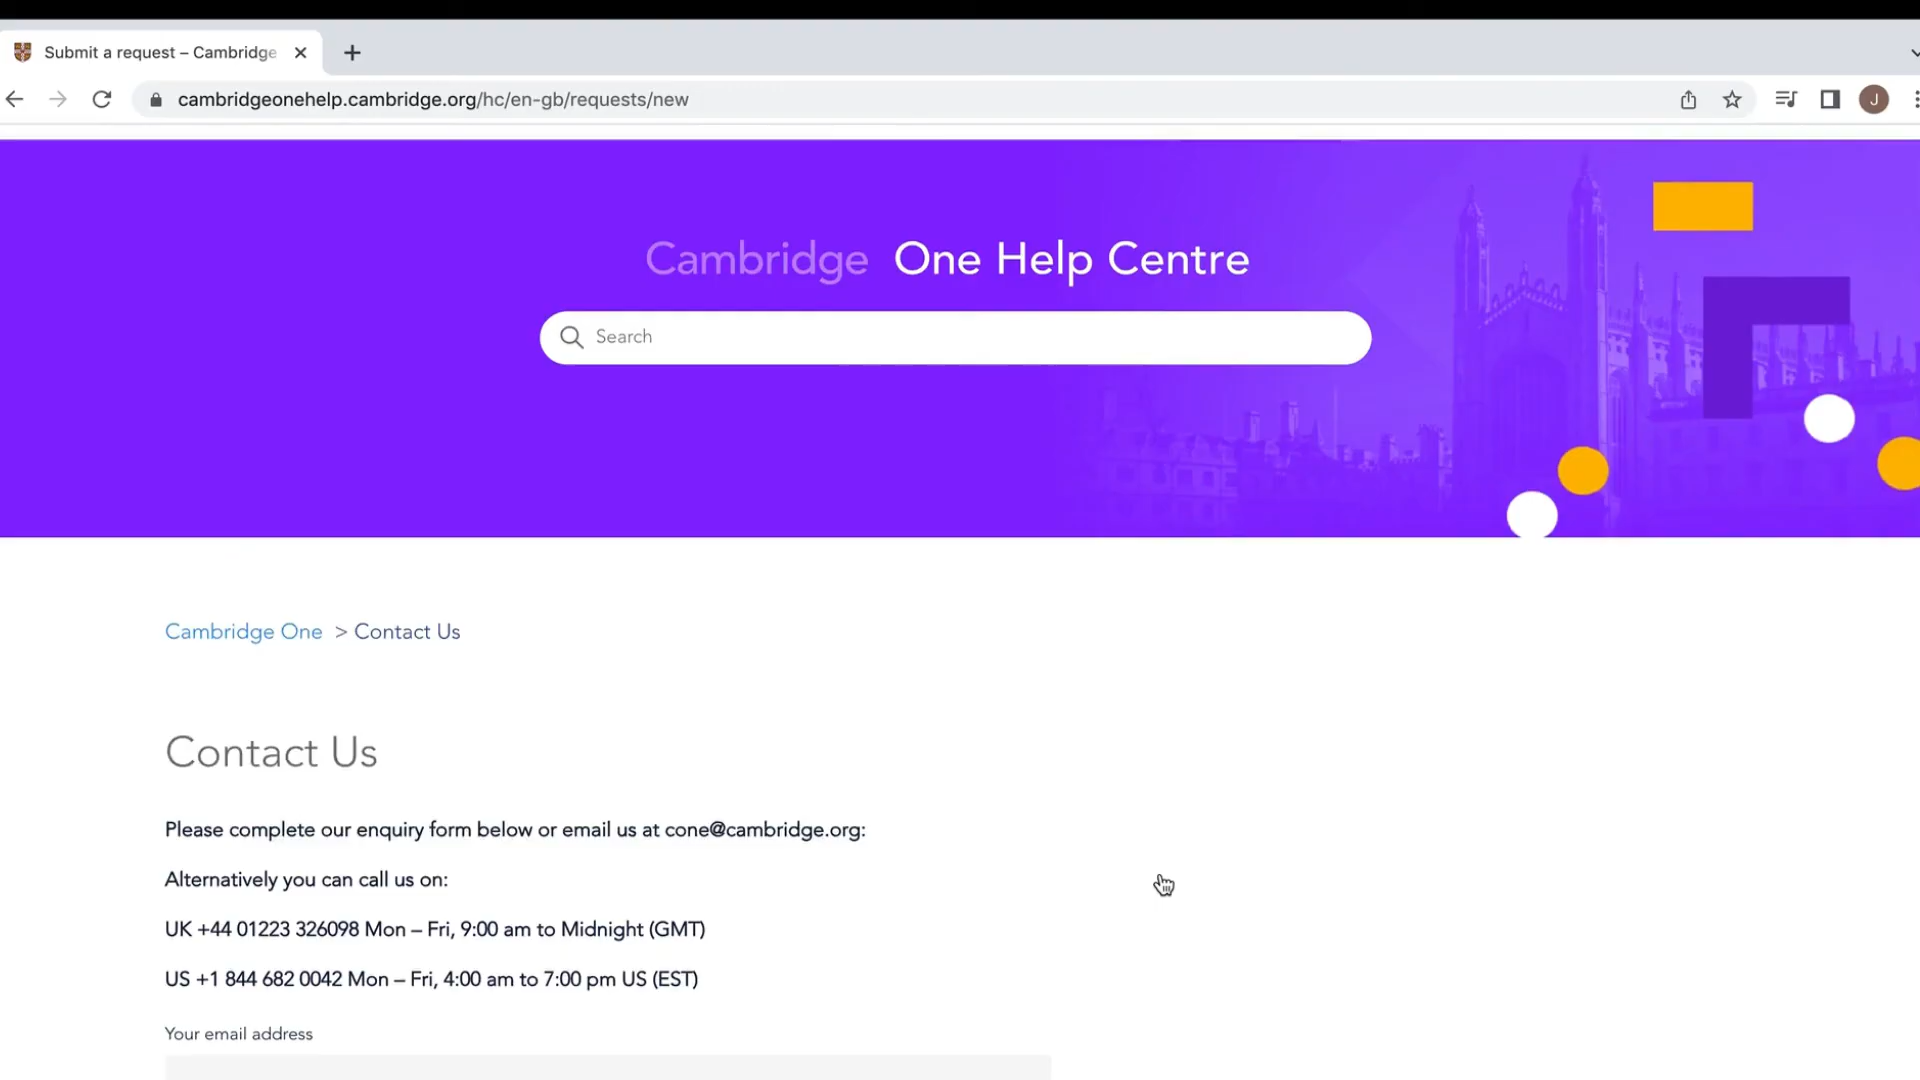 Submit a request – Cambridge
cambridgeonehelp.cambridge.org/hc/en-gb/requests/new
J
Cambridge One Help Centre
Search
Cambridge One > Contact Us
Contact Us
Please complete our enquiry form below or email us at cone@cambridge.org:
Alternatively you can call us on:
UK +44 01223 326098 Mon – Fri, 9:00 am to Midnight (GMT)
US +1 844 682 0042 Mon – Fri, 4:00 am to 7:00 pm US (EST)
Your email address